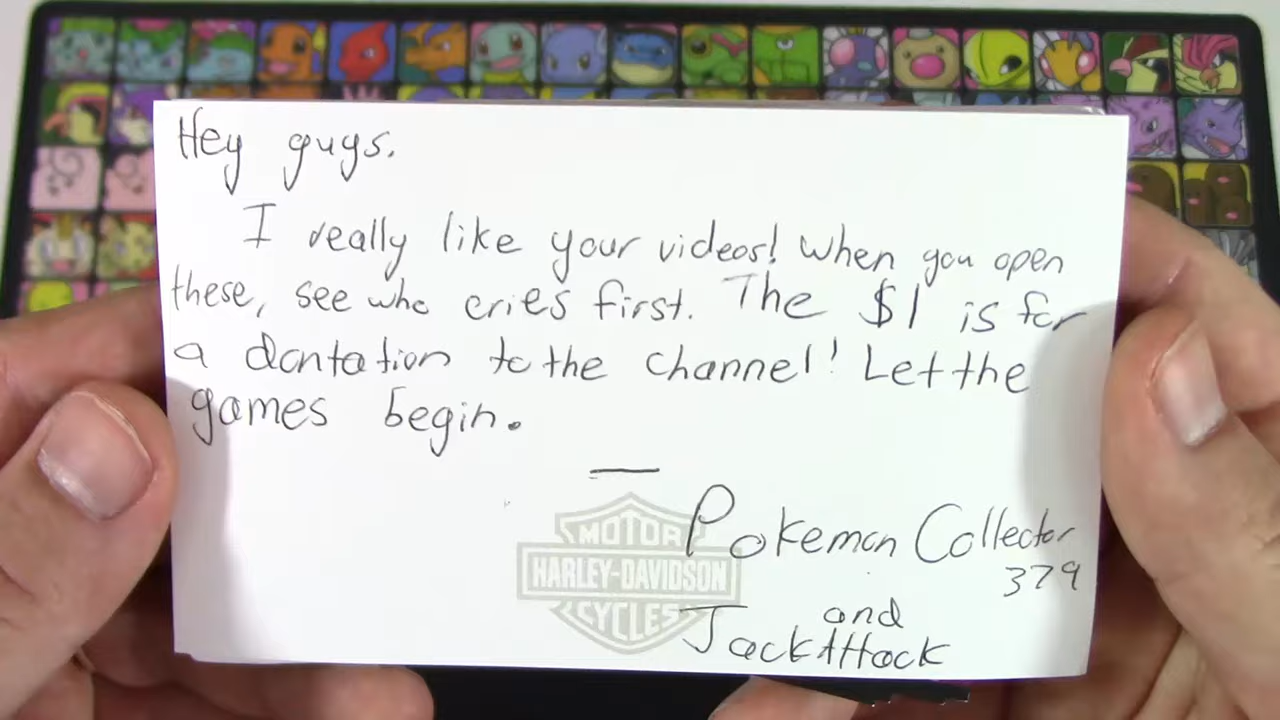 Hey guys.
I really like your videos! When you open
these, see who cries first. The $1 is for
a dontation to the channel! Let the
games begin.
—
Pokemon Collector
379
and
JackAttack
MOTOR
HARLEY-DAVIDSON
CYCLES